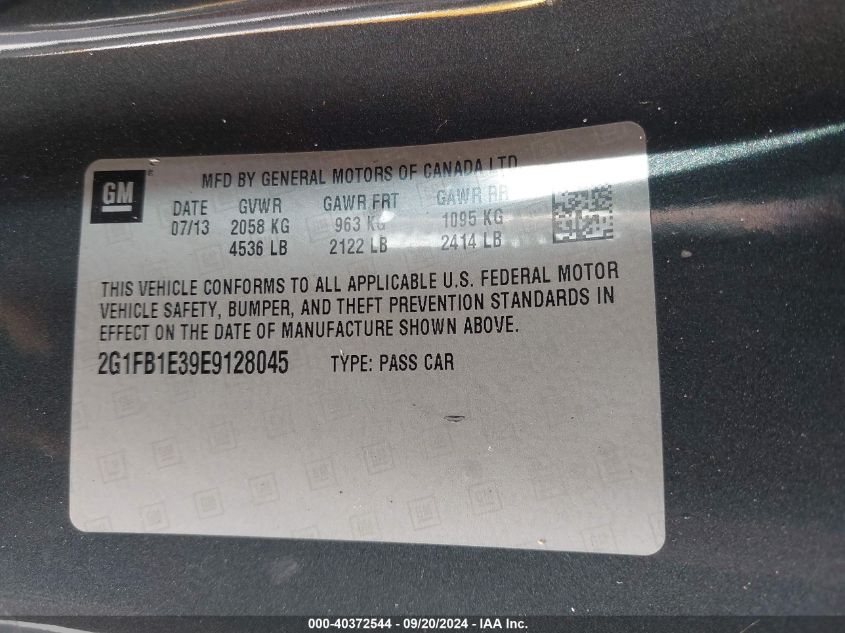 GM ®
MFD BY GENERAL MOTORS OF CANADA LTD
DATE GVWR GAWR FRT GAWR RR
07/13 2058 KG 963 KG 1095 KG
4536 LB 2122 LB 2414 LB
THIS VEHICLE CONFORMS TO ALL APPLICABLE U.S. FEDERAL MOTOR
VEHICLE SAFETY, BUMPER, AND THEFT PREVENTION STANDARDS IN
EFFECT ON THE DATE OF MANUFACTURE SHOWN ABOVE.
2G1FB1E39E9128045 TYPE: PASS CAR
000-40372544 - 09/20/2024 - IAA Inc.